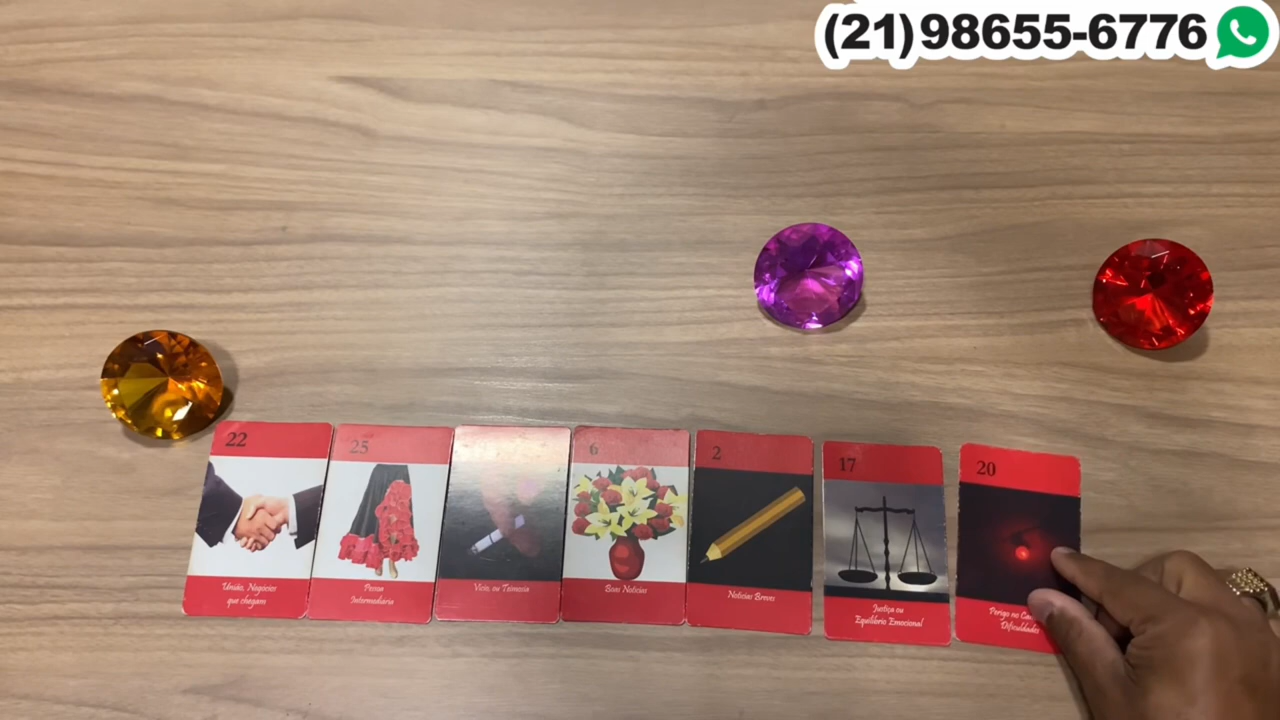 (21)98655-6776
22
União, Negócios
que chegam
25
Pessoa
Intermediária
Vício, ou Teimosia
6
Boas Notícias
2
Notícias Breves
17
Justiça ou
Equilíbrio Emocional
20
Perigo no
Dificuldades